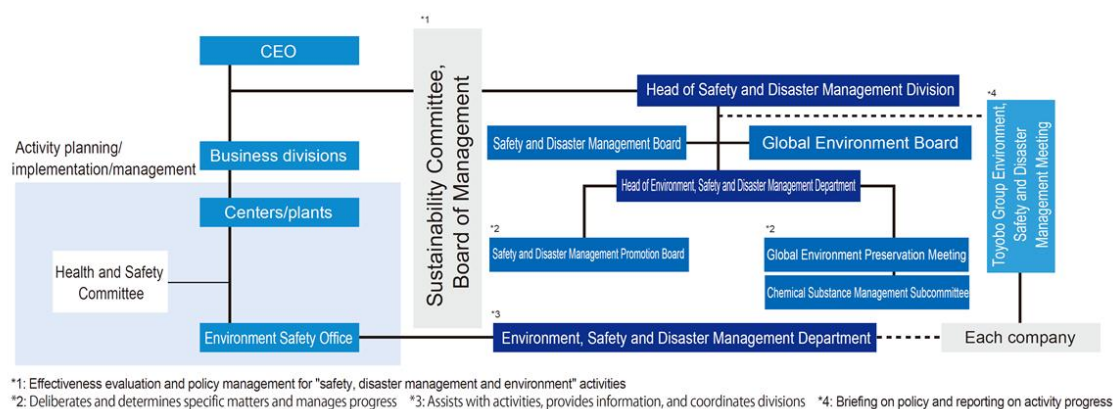 *1
CEO
Sustainability Committee,
Board of Management
Head of Safety and Disaster Management Division
*4
Toyobo Group Environment,
Safety and Disaster
Management Meeting
Activity planning/
implementation/management
Business divisions
Safety and Disaster Management Board
Global Environment Board
Head of Environment, Safety and Disaster Management Department
Centers/plants
*2
Safety and Disaster Management Promotion Board
*2
Global Environment Preservation Meeting
Chemical Substance Management Subcommittee
Health and Safety
Committee
Environment Safety Office
*3
Environment, Safety and Disaster Management Department
Each company
*1: Effectiveness evaluation and policy management for "safety, disaster management and environment" activities
*2: Deliberates and determines specific matters and manages progress *3: Assists with activities, provides information, and coordinates divisions *4: Briefing on policy and reporting on activity progress